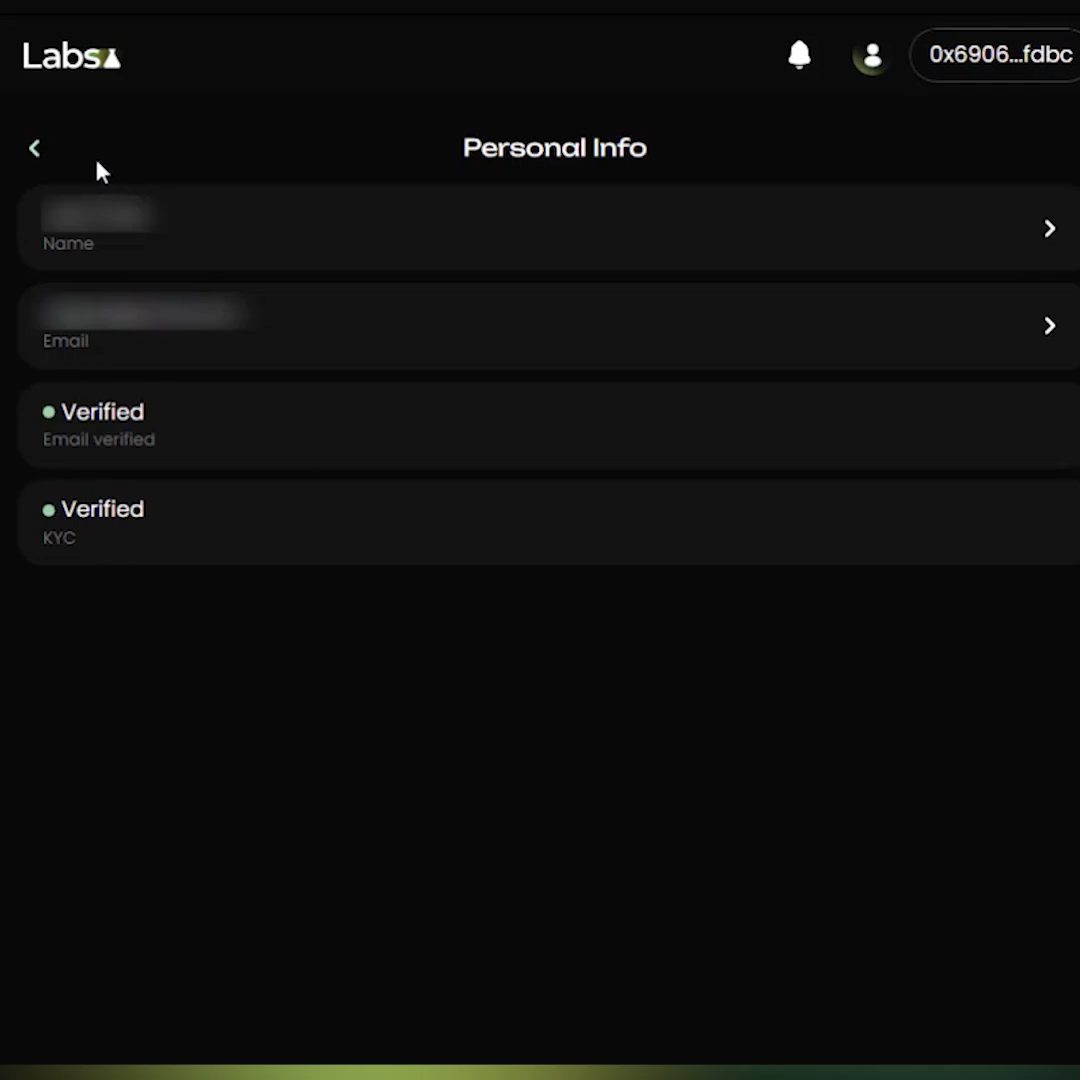 Labs
0x6906...fdbc
Personal Info
Name
Email
Verified
Email verified
Verified
KYC